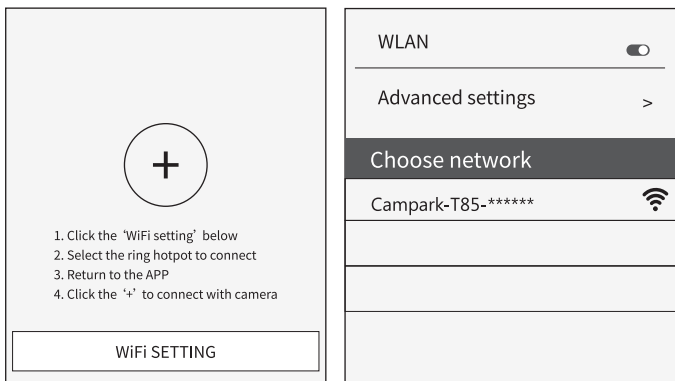 +
1. Click the ‘WiFi setting’ below
2. Select the ring hotpot to connect
3. Return to the APP
4. Click the ‘+’ to connect with camera
WiFi SETTING
WLAN
Advanced settings >
Choose network
Campark-T85-******